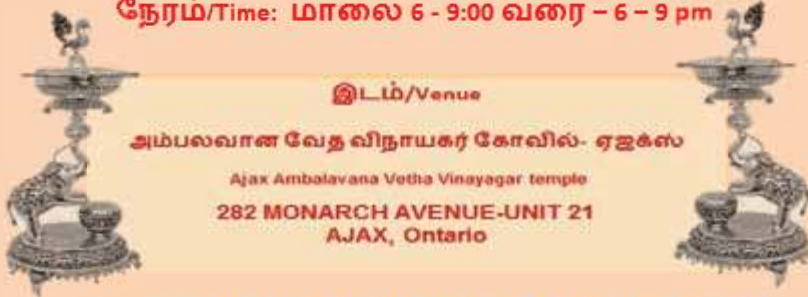 நேரம்/Time: மாலை 6 - 9:00 வரை – 6 – 9 pm
இடம்/Venue
அம்பலவான வேத விநாயகர் கோவில்- ஏஜக்ஸ்
Ajax Ambalavana Vetha Vinayagar temple
282 MONARCH AVENUE-UNIT 21
AJAX, Ontario